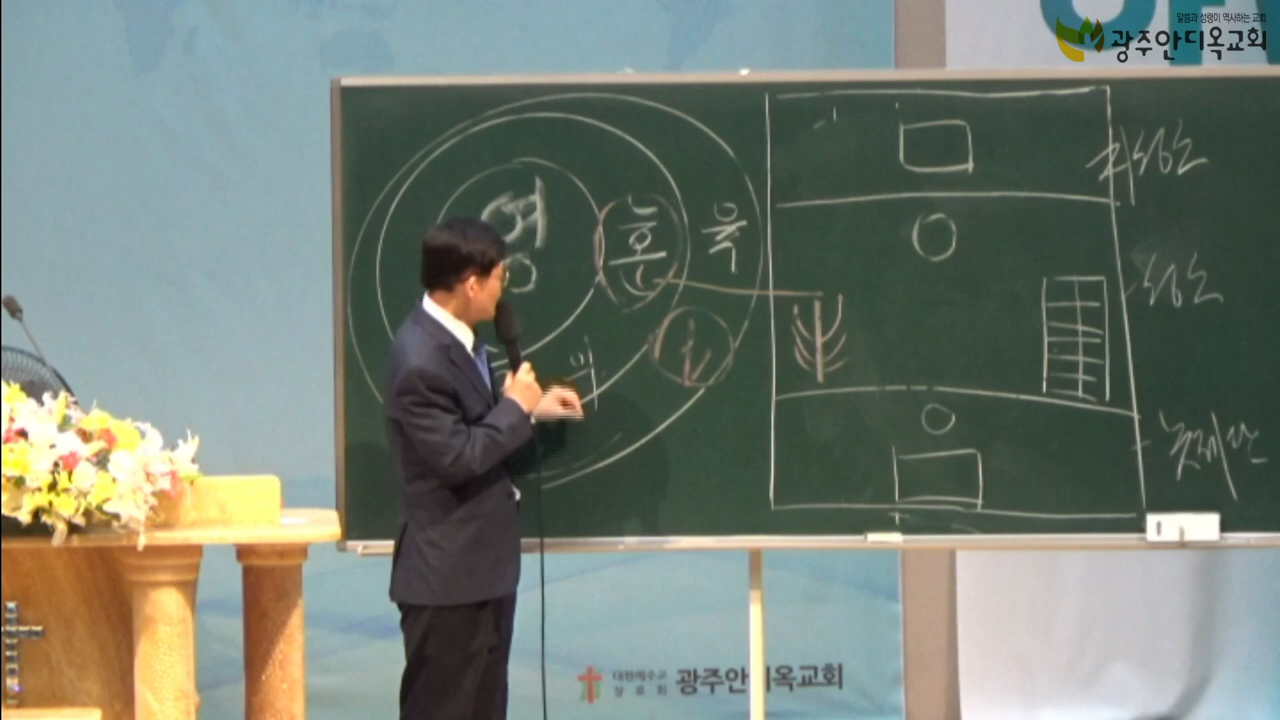 말씀과 성령이 역사하는 교회
광주안디옥교회
영
혼
육
지성소
성소
놋제단
대한예수교
장로회
광주안디옥교회